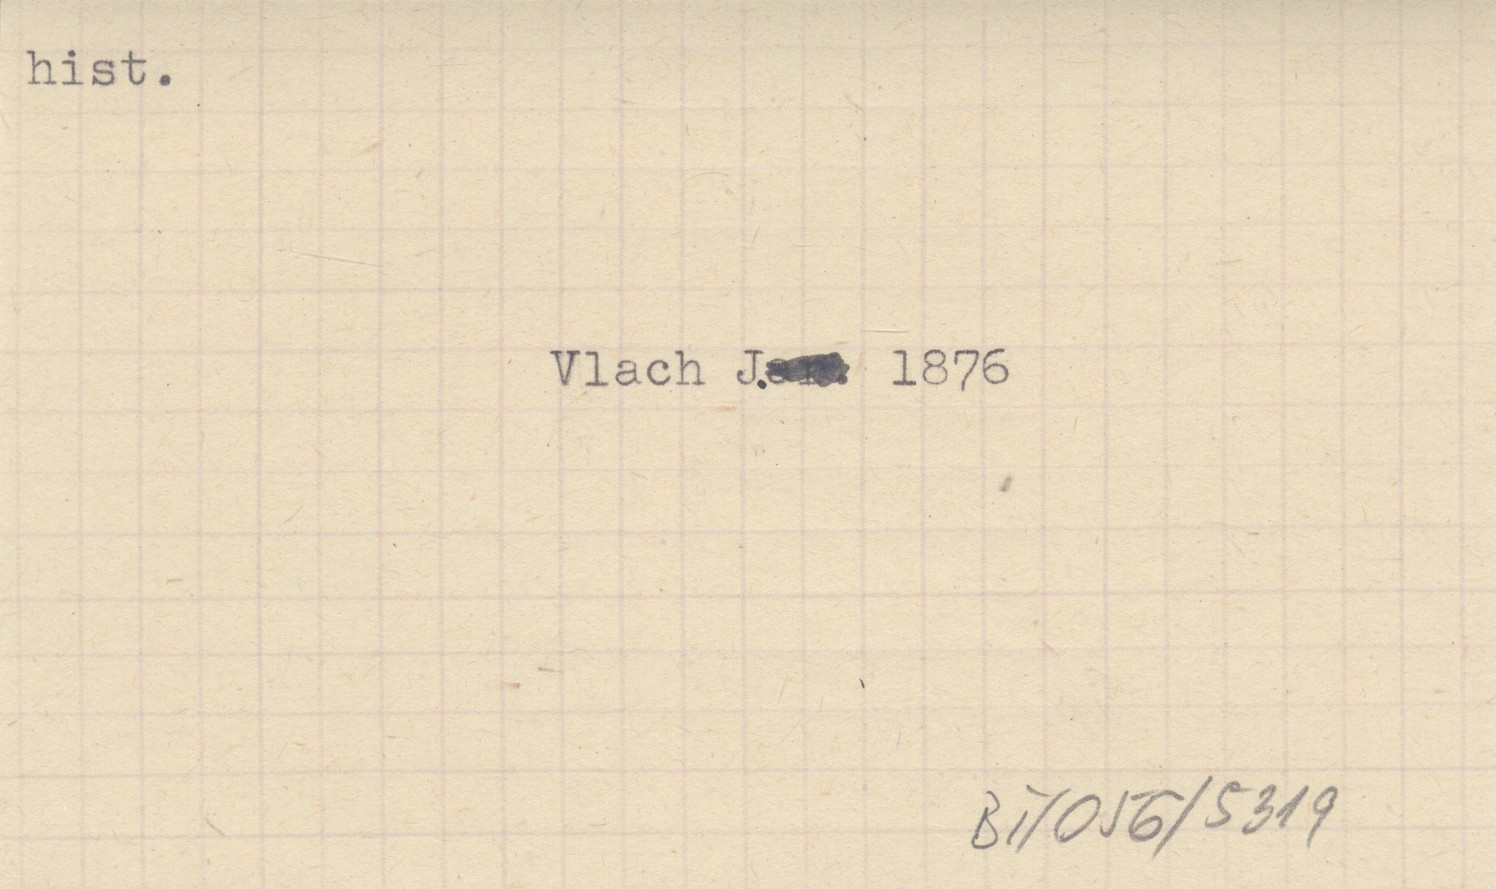 hist.
Vlach J. 1876
BI/056/5319